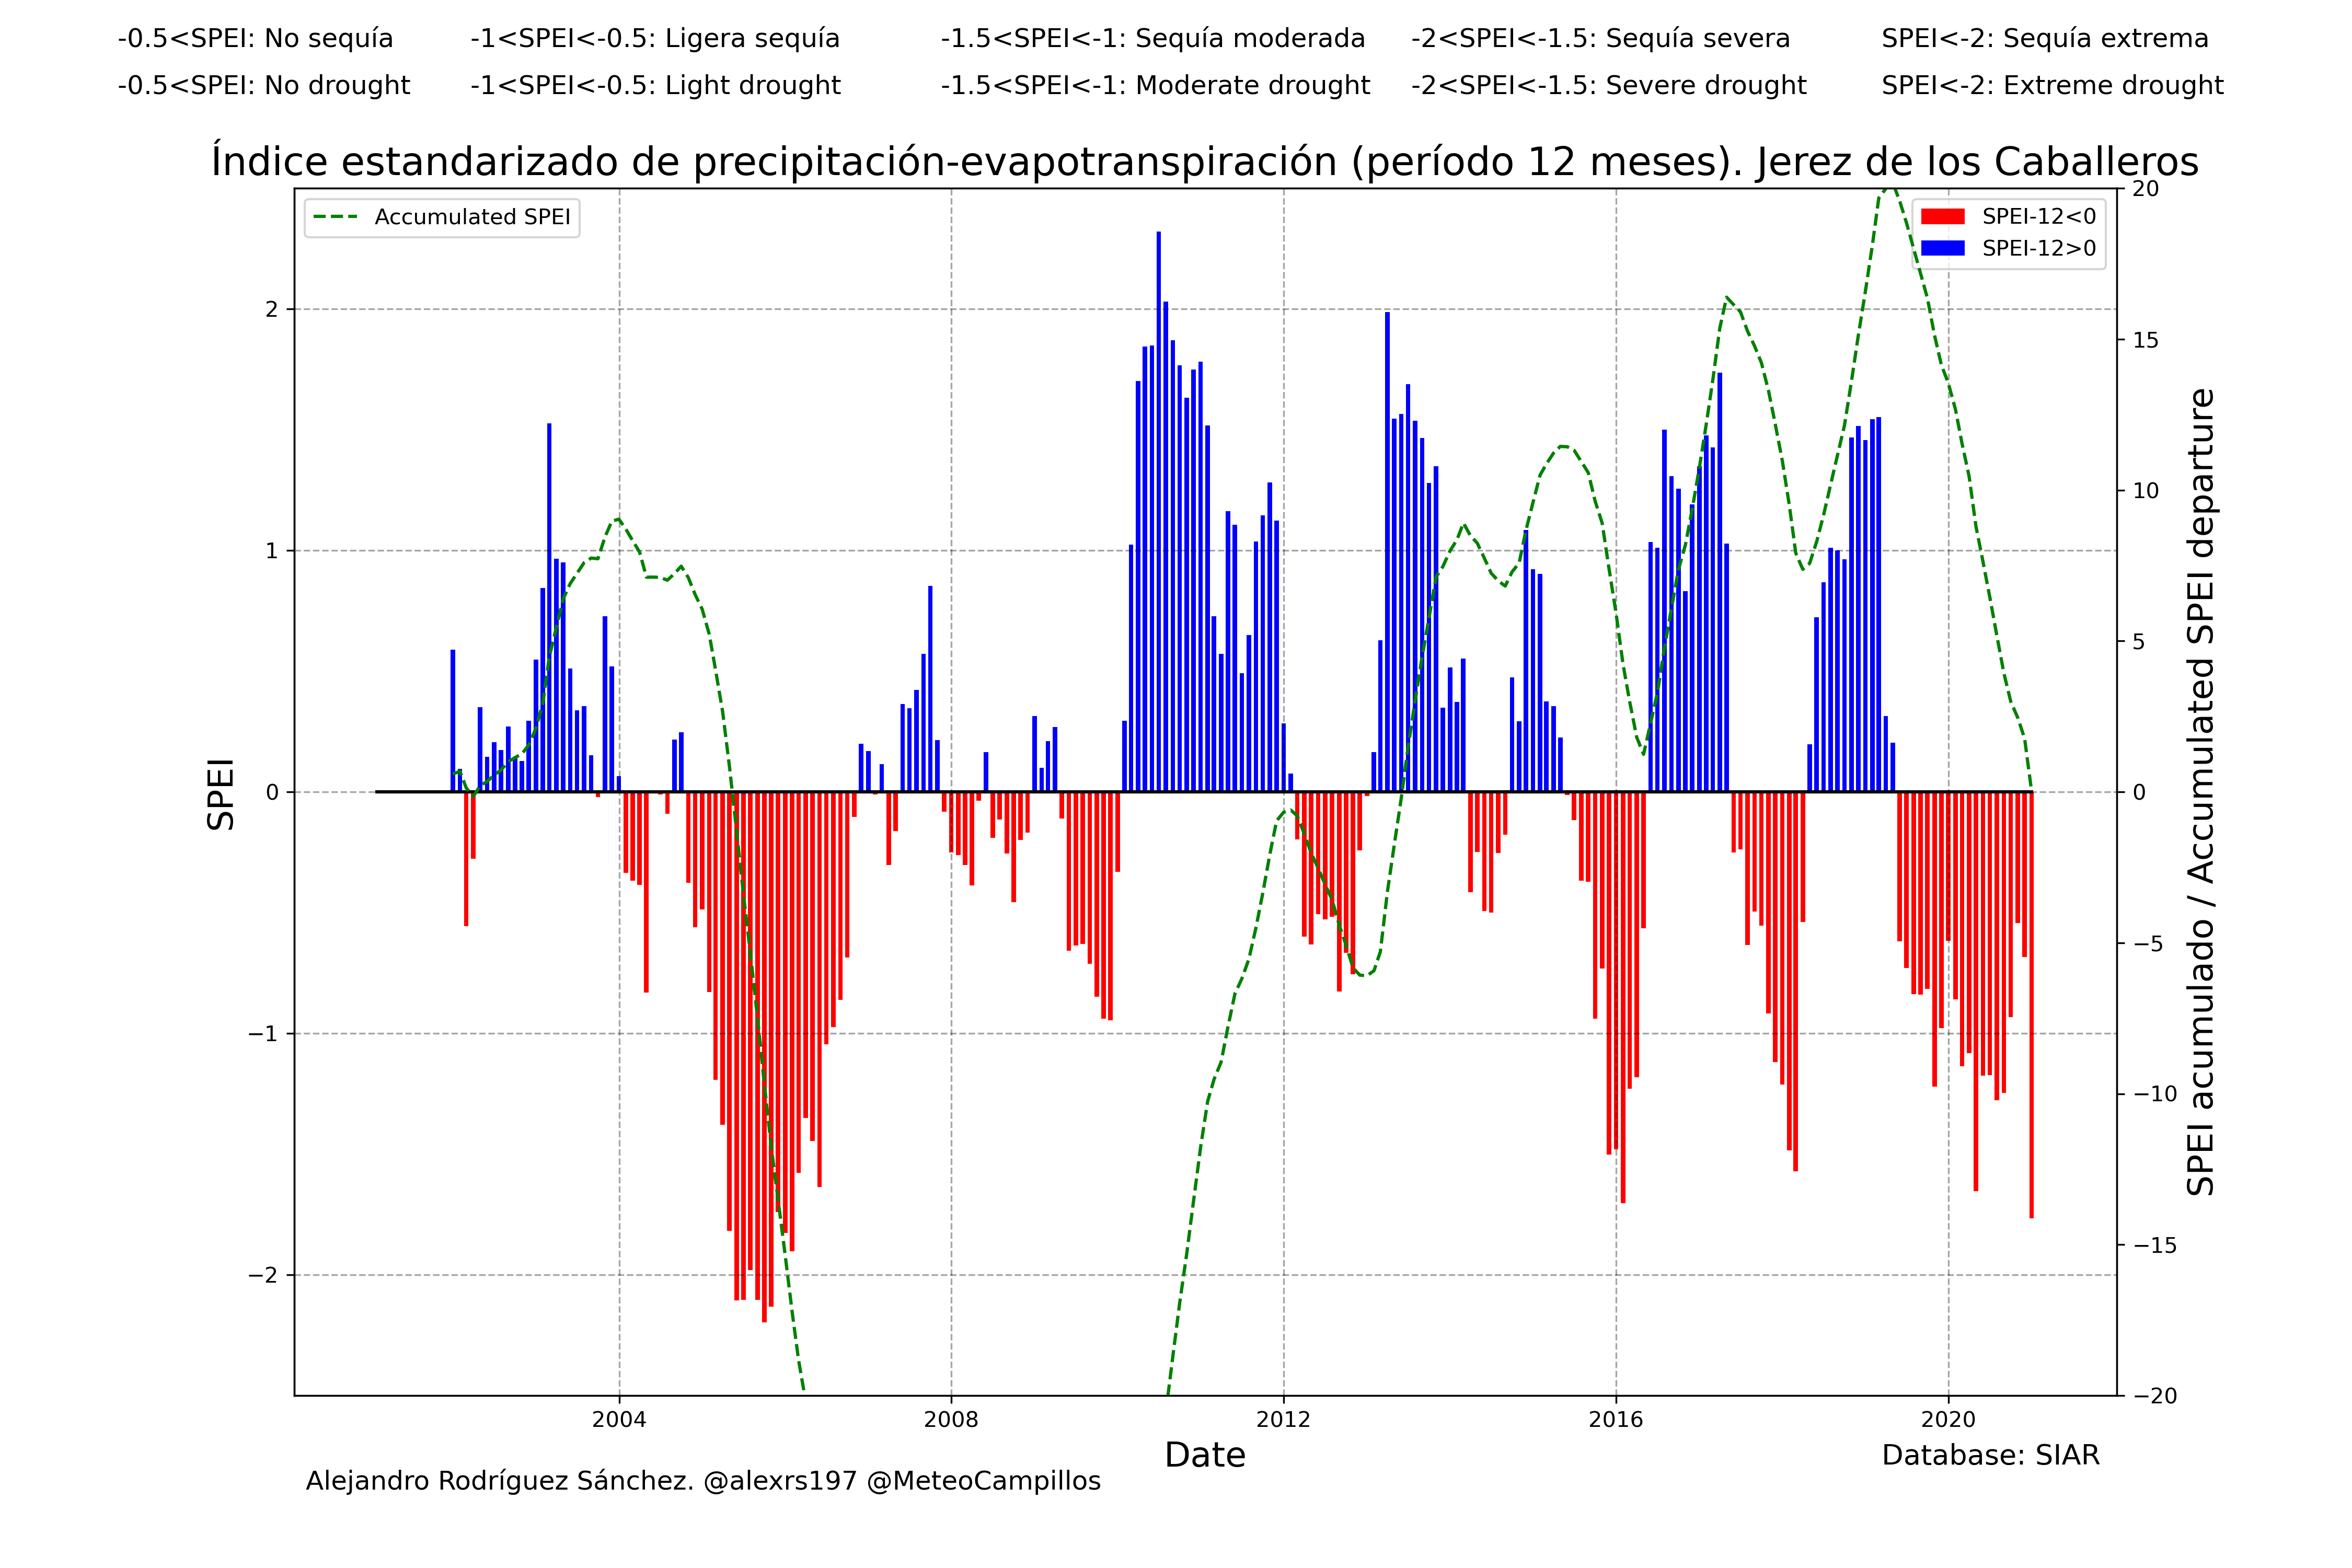 -0.5<SPEI: No sequía -1<SPEI<-0.5: Ligera sequía -1.5<SPEI<-1: Sequía moderada -2<SPEI<-1.5: Sequía severa SPEI<-2: Sequía extrema
-0.5<SPEI: No drought -1<SPEI<-0.5: Light drought -1.5<SPEI<-1: Moderate drought -2<SPEI<-1.5: Severe drought SPEI<-2: Extreme drought
Índice estandarizado de precipitación-evapotranspiración (período 12 meses). Jerez de los Caballeros
Accumulated SPEI
SPEI-12<0
SPEI-12>0
SPEI
2
1
0
−1
−2
20
15
10
5
0
−5
−10
−15
−20
SPEI acumulado / Accumulated SPEI departure
2004 2008 2012 2016 2020
Date
Database: SIAR
Alejandro Rodríguez Sánchez. @alexrs197 @MeteoCampillos